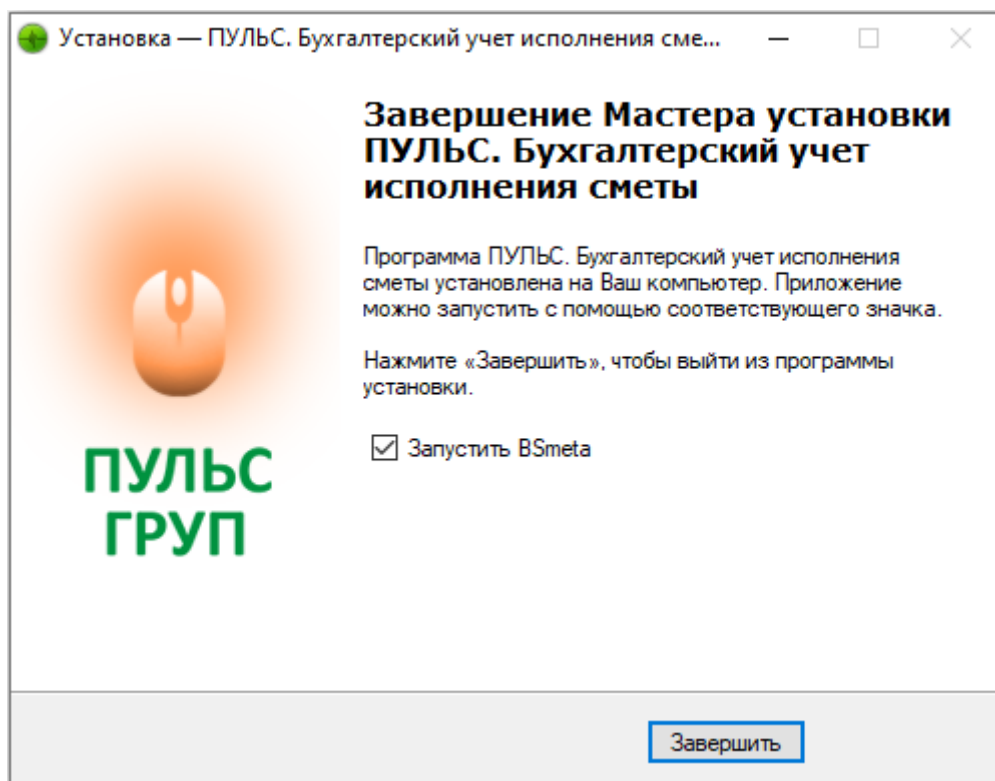 Установка — ПУЛЬС. Бухгалтерский учет исполнения сме...
Завершение Мастера установки
ПУЛЬС. Бухгалтерский учет
исполнения сметы
Программа ПУЛЬС. Бухгалтерский учет исполнения
сметы установлена на Ваш компьютер. Приложение
можно запустить с помощью соответствующего значка.
Нажмите «Завершить», чтобы выйти из программы
установки.
Запустить BSmeta
ПУЛЬС
ГРУП
Завершить